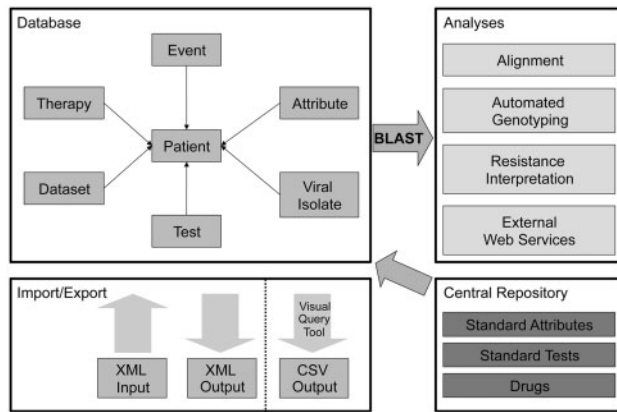 Database
Event
Therapy
Attribute
Patient
Dataset
Viral
Isolate
Test
BLAST
Analyses
Alignment
Automated
Genotyping
Resistance
Interpretation
External
Web Services
Import/Export
XML
Input
XML
Output
Visual
Query
Tool
CSV
Output
Central Repository
Standard Attributes
Standard Tests
Drugs